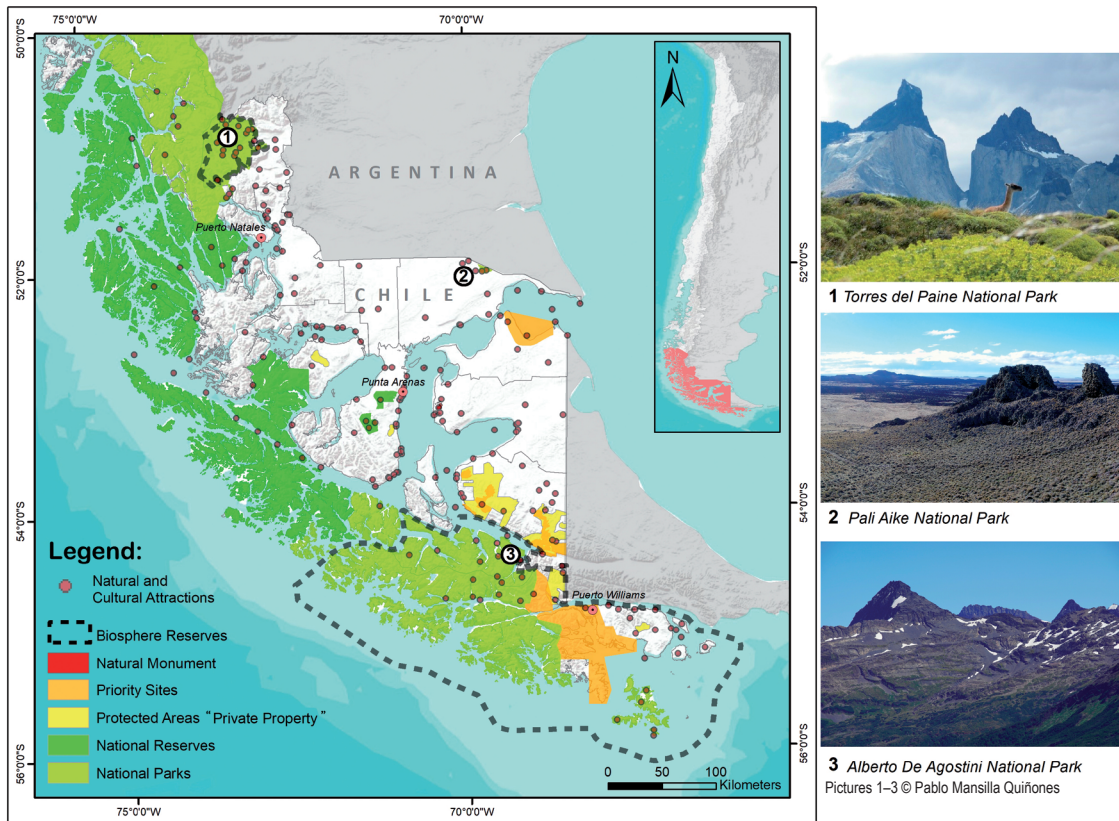 75°0'0"W
70°0'0"W
50°0'0"S
N
1
ARGENTINA
Puerto Natales
52°0'0"S
52°0'0"S
2
CHILE
Punta Arenas
54°0'0"S
54°0'0"S
3
Puerto Williams
56°0'0"S
56°0'0"S
Legend:
Natural and
Cultural Attractions
Biosphere Reserves
Natural Monument
Priority Sites
Protected Areas "Private Property"
National Reserves
National Parks
0 50 100
Kilometers
75°0'0"W
70°0'0"W
1 Torres del Paine National Park
2 Pali Aike National Park
3 Alberto De Agostini National Park
Pictures 1–3 © Pablo Mansilla Quiñones